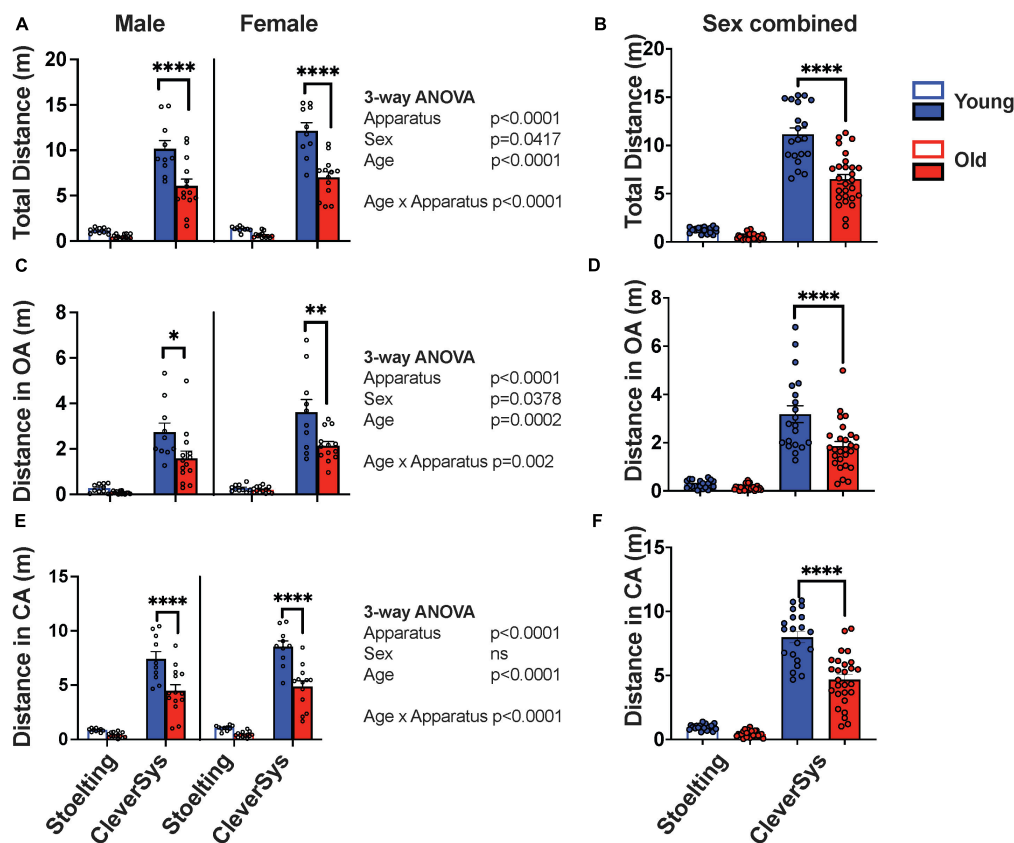 A
Male
Female
B
Sex combined
Total Distance (m)
20
15
10
5
0
****
****
3-way ANOVA
Apparatus p<0.0001
Sex p=0.0417
Age p<0.0001
Age x Apparatus p<0.0001
Total Distance (m)
20
15
10
5
0
****
Young
Old
C
Distance in OA (m)
8
6
4
2
0
*
**
3-way ANOVA
Apparatus p<0.0001
Sex p=0.0378
Age p=0.0002
Age x Apparatus p=0.002
D
Distance in OA (m)
8
6
4
2
0
****
E
Distance in CA (m)
15
10
5
0
****
****
Stoelting
CleverSys
Stoelting
CleverSys
3-way ANOVA
Apparatus p<0.0001
Sex ns
Age p<0.0001
Age x Apparatus p<0.0001
F
Distance in CA (m)
15
10
5
0
****
Stoelting
CleverSys